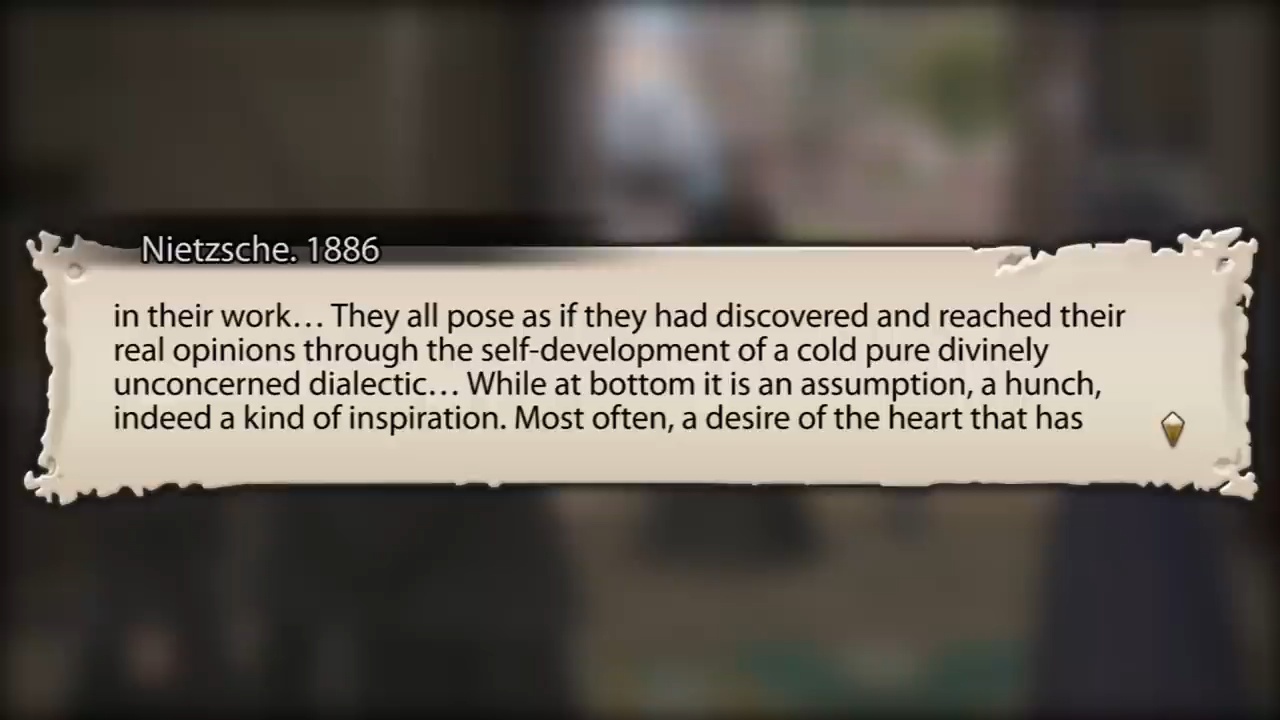 Nietzsche. 1886
in their work… They all pose as if they had discovered and reached their
real opinions through the self-development of a cold pure divinely
unconcerned dialectic… While at bottom it is an assumption, a hunch,
indeed a kind of inspiration. Most often, a desire of the heart that has